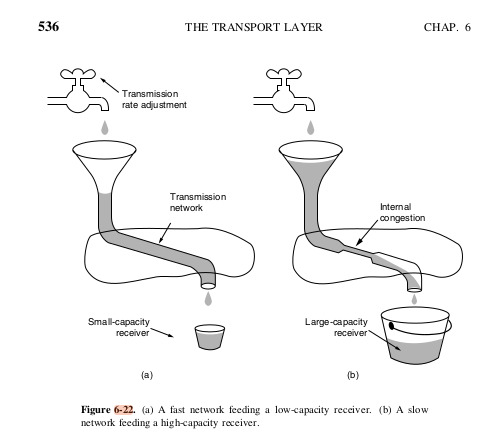 536
THE TRANSPORT LAYER
CHAP. 6
Transmission
rate adjustment
Transmission
network
Internal
congestion
Small-capacity
receiver
Large-capacity
receiver
(a)
(b)
Figure 6-22. (a) A fast network feeding a low-capacity receiver. (b) A slow
network feeding a high-capacity receiver.